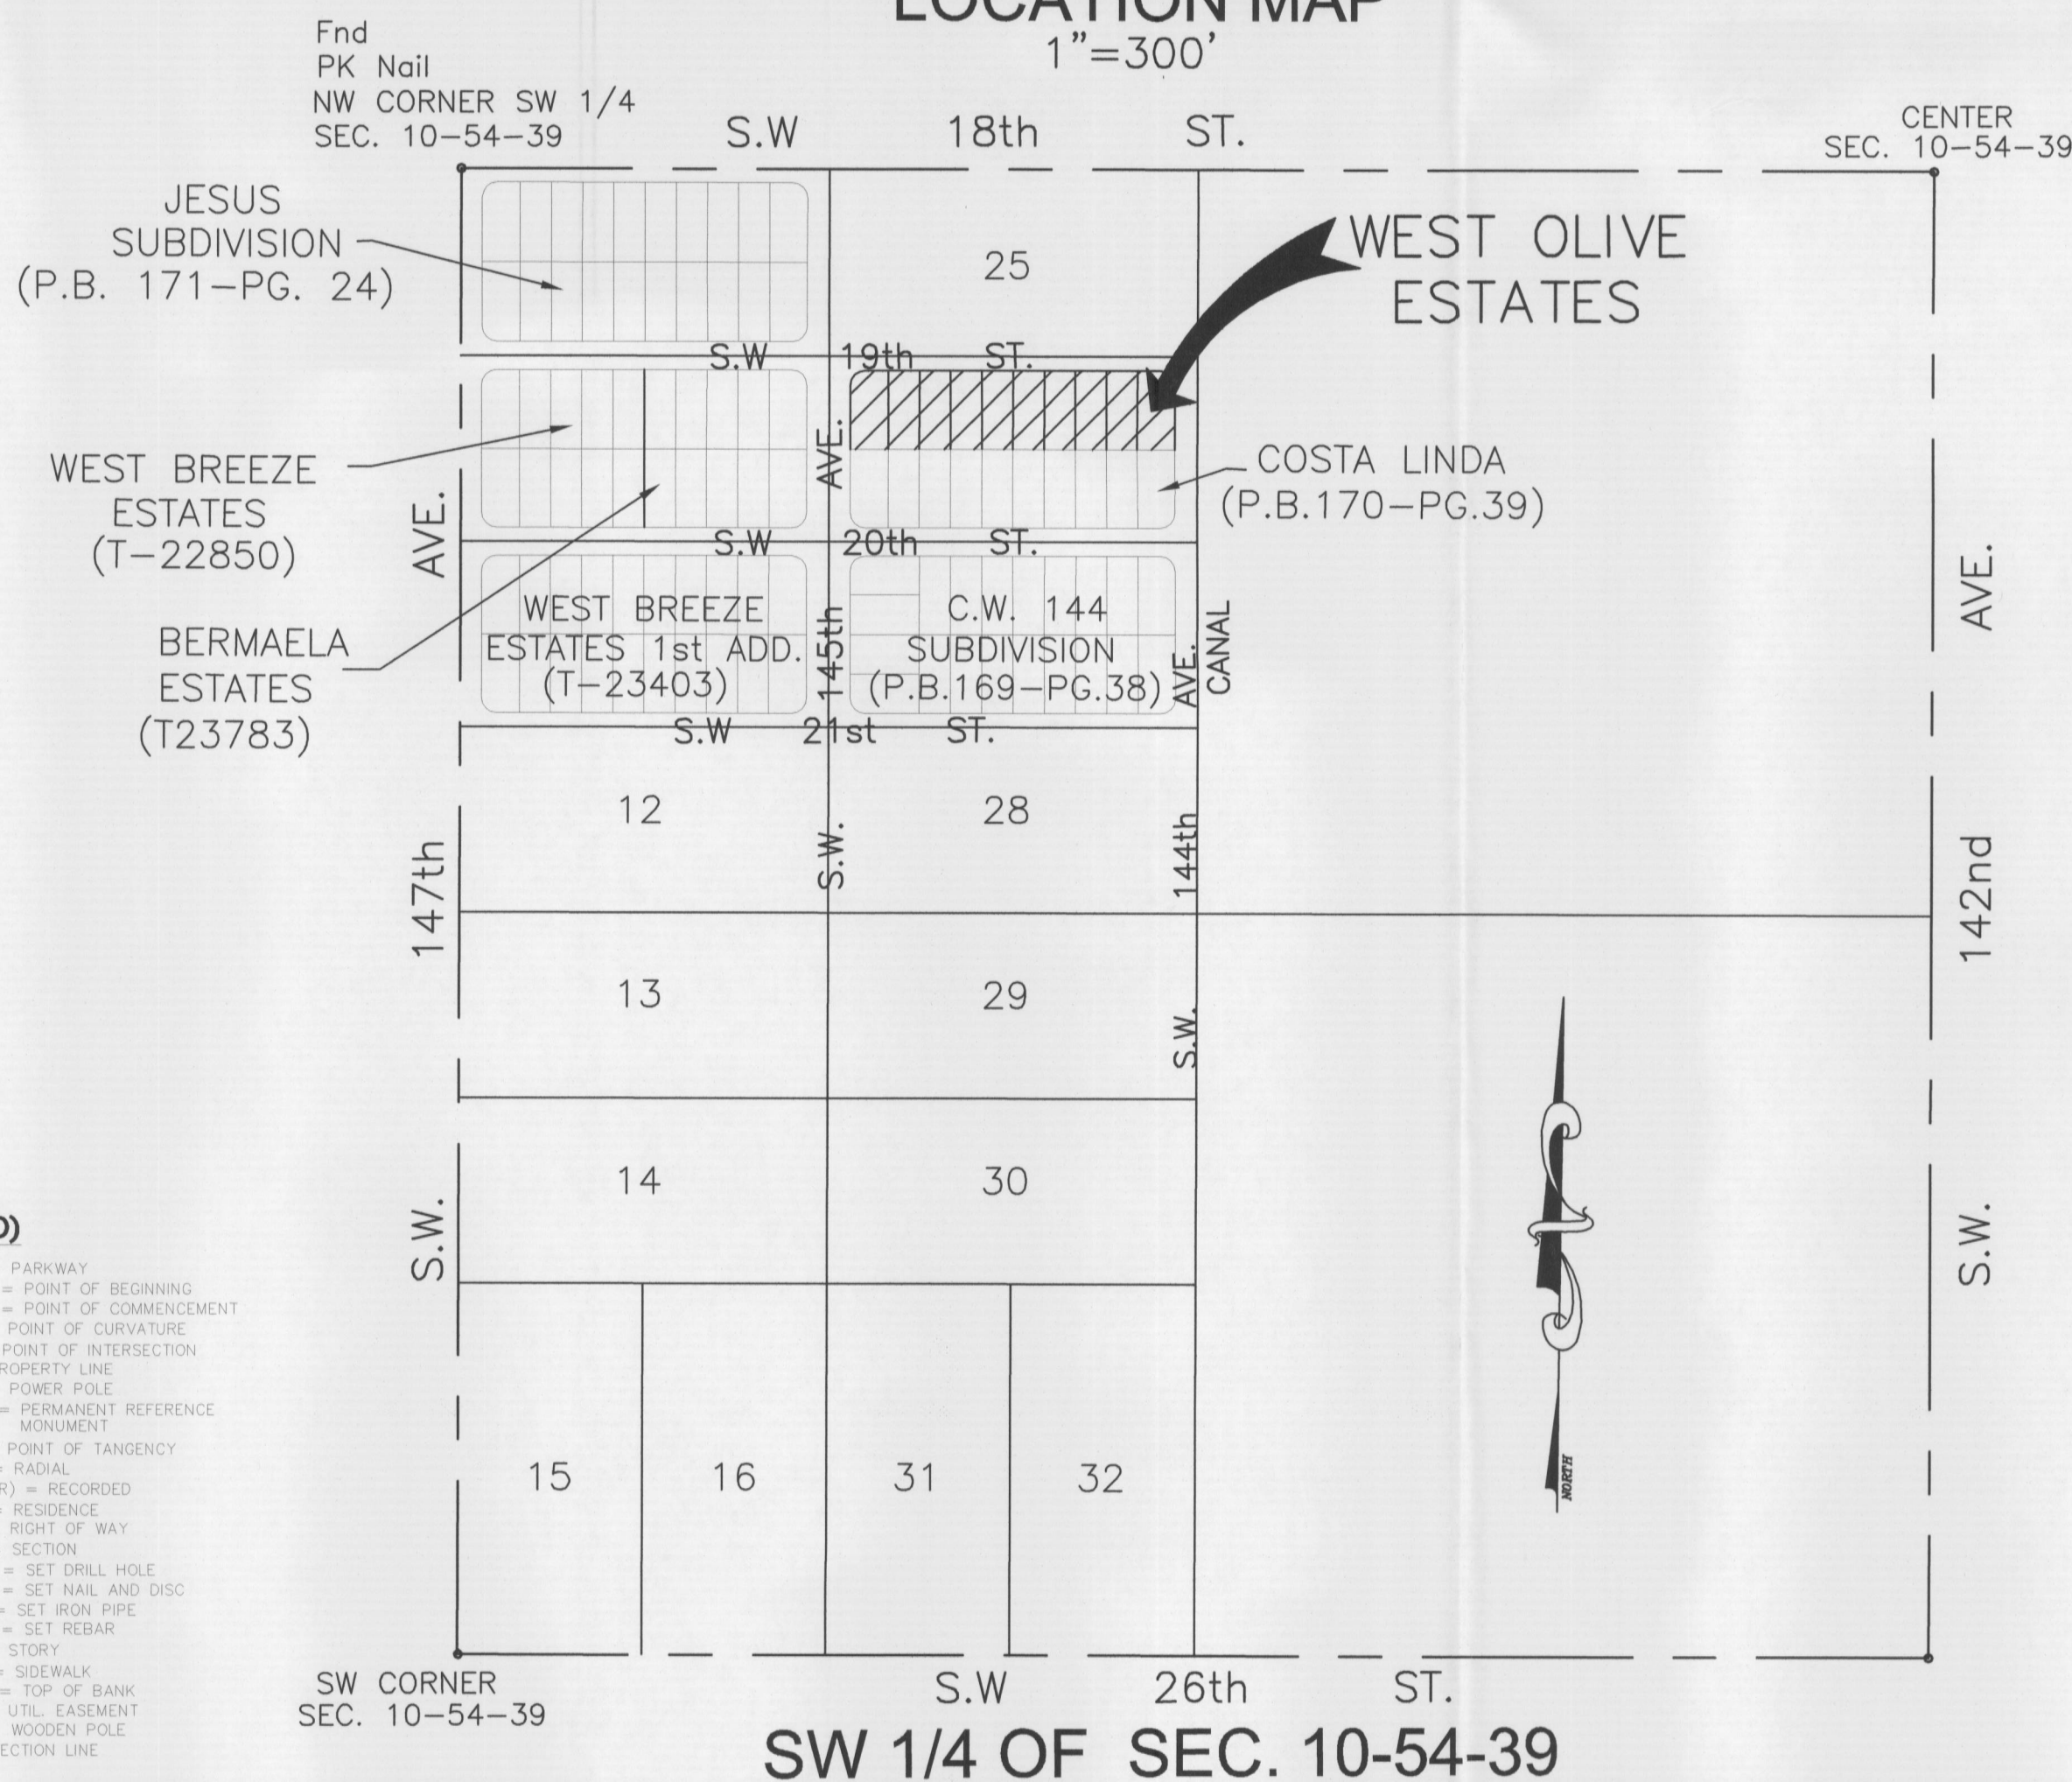 LOCATION MAP
1"=300'
Fnd
PK Nail
NW CORNER SW 1/4
SEC. 10-54-39
S.W 18th ST.
CENTER
SEC. 10-54-39
JESUS
SUBDIVISION
(P.B. 171-PG. 24)
25
WEST OLIVE
ESTATES
S.W 19th ST.
WEST BREEZE
ESTATES
(T-22850)
COSTA LINDA
(P.B.170-PG.39)
S.W 20th ST.
BERMAELA
ESTATES
(T23783)
WEST BREEZE
ESTATES 1st ADD.
(T-23403)
C.W. 144
SUBDIVISION
(P.B.169-PG.38)
S.W 21st ST.
S.W. 147th AVE.
S.W. 145th AVE.
S.W. 144th AVE.
CANAL
S.W. 142nd AVE.
12
28
13
29
14
30
15
16
31
32
NORTH
D)
PARKWAY
= POINT OF BEGINNING
= POINT OF COMMENCEMENT
POINT OF CURVATURE
POINT OF INTERSECTION
ROPERTY LINE
POWER POLE
= PERMANENT REFERENCE
MONUMENT
POINT OF TANGENCY
= RADIAL
R) = RECORDED
= RESIDENCE
RIGHT OF WAY
SECTION
= SET DRILL HOLE
= SET NAIL AND DISC
= SET IRON PIPE
= SET REBAR
STORY
= SIDEWALK
= TOP OF BANK
UTIL. EASEMENT
WOODEN POLE
ECTION LINE
SW CORNER
SEC. 10-54-39
S.W 26th ST.
SW 1/4 OF SEC. 10-54-39